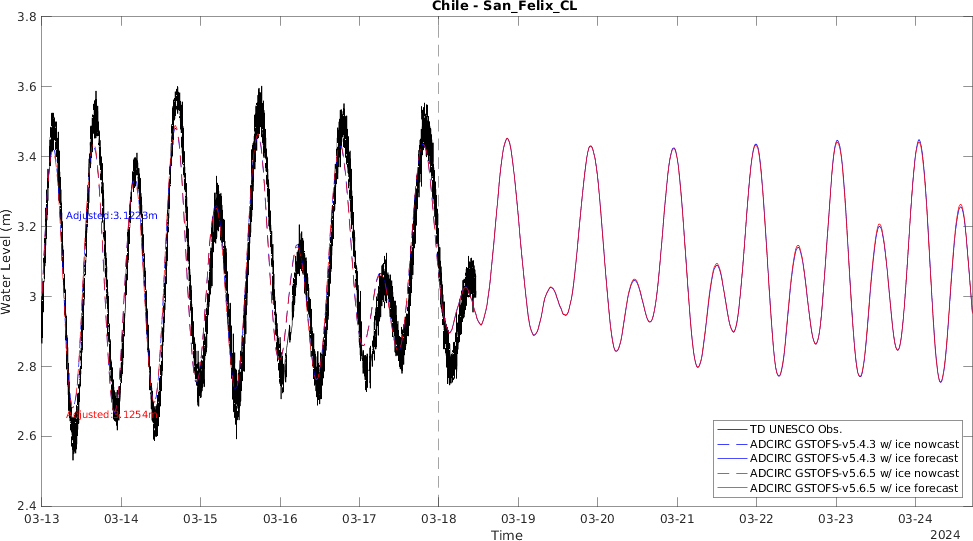 Chile - San_Felix_CL
3.8
3.6
3.4
3.2
3
2.8
2.6
2.4
Water Level (m)
Adjusted:3.1223m
Adjusted:3.1254m
TD UNESCO Obs.
ADCIRC GSTOFS-v5.4.3 w/ ice nowcast
ADCIRC GSTOFS-v5.4.3 w/ ice forecast
ADCIRC GSTOFS-v5.6.5 w/ ice nowcast
ADCIRC GSTOFS-v5.6.5 w/ ice forecast
03-13 03-14 03-15 03-16 03-17 03-18 03-19 03-20 03-21 03-22 03-23 03-24
Time
2024